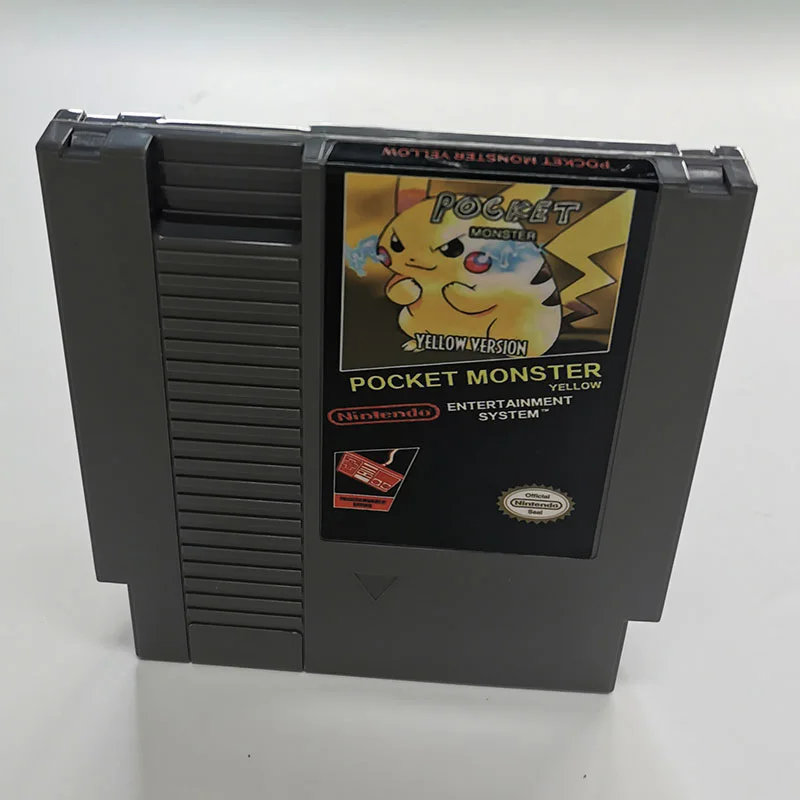 POCKET MONSTER YELLOW
POCKET
MONSTER
YELLOW VERSION
POCKET MONSTER
YELLOW
Nintendo
ENTERTAINMENT
SYSTEM™
Official
Nintendo
Seal